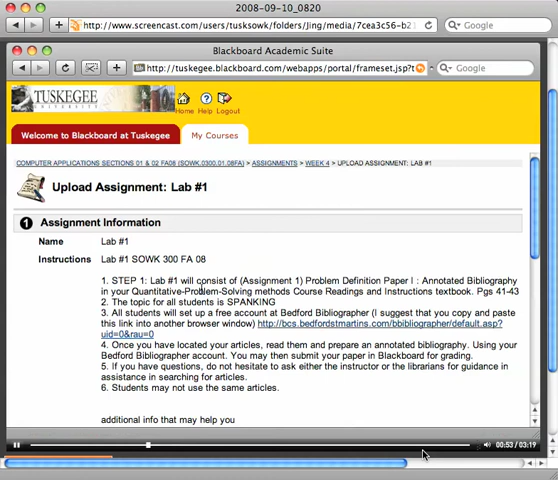 2008-09-10_0820
http://www.screencast.com/users/tusksowk/folders/Jing/media/7cea3c56-b2
Google
Blackboard Academic Suite
http://tuskegee.blackboard.com/webapps/portal/frameset.jsp?t
Google
TUSKEGEE
UNIVERSITY
Home Help Logout
Welcome to Blackboard at Tuskegee
My Courses
COMPUTER APPLICATIONS SECTIONS 01 & 02 FA08 (SOWK.0300.01.08FA) > ASSIGNMENTS > WEEK 4 > UPLOAD ASSIGNMENT: LAB #1
Upload Assignment: Lab #1
1 Assignment Information
Name Lab #1
Instructions Lab #1 SOWK 300 FA 08
1. STEP 1: Lab #1 will consist of (Assignment 1) Problem Definition Paper I : Annotated Bibliography
in your Quantitative-Problem-Solving methods Course Readings and Instructions textbook. Pgs 41-43
2. The topic for all students is SPANKING
3. All students will set up a free account at Bedford Bibliographer (I suggest that you copy and paste
this link into another browser window) http://bcs.bedfordstmartins.com/bbibliographer/default.asp?
uid=0&rau=0
4. Once you have located your articles, read them and prepare an annotated bibliography. Using your
Bedford Bibliographer account. You may then submit your paper in Blackboard for grading.
5. If you have questions, do not hesitate to ask either the instructor or the librarians for guidance in
assistance in searching for articles.
6. Students may not use the same articles.
additional info that may help you
00:53 / 03:19